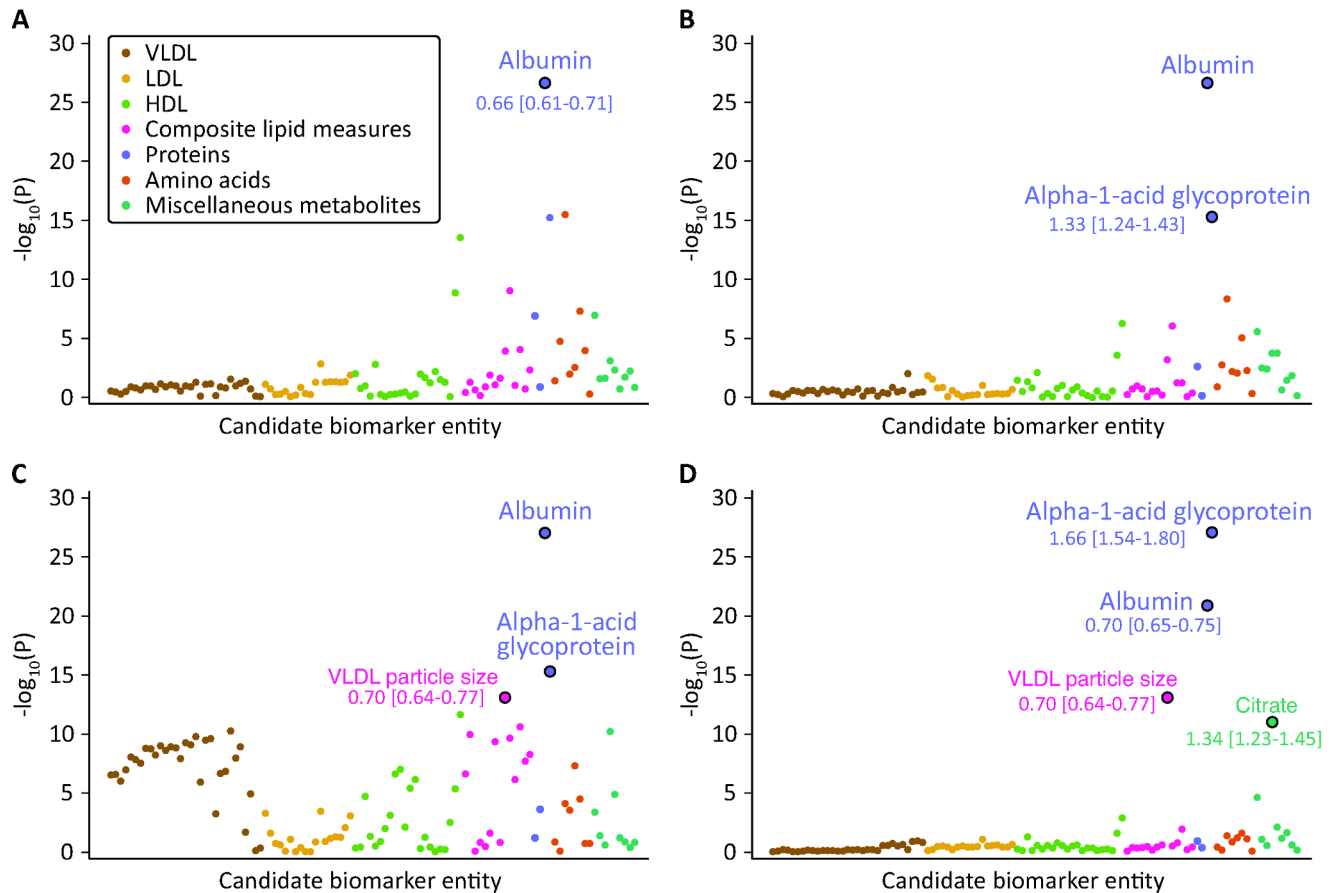 A
30
25
20
15
10
5
0
-log10(P)
VLDL
LDL
HDL
Composite lipid measures
Proteins
Amino acids
Miscellaneous metabolites
Albumin
0.66 [0.61-0.71]
Candidate biomarker entity
B
30
25
20
15
10
5
0
-log10(P)
Albumin
Alpha-1-acid glycoprotein
1.33 [1.24-1.43]
Candidate biomarker entity
C
30
25
20
15
10
5
0
-log10(P)
Albumin
Alpha-1-acid
glycoprotein
VLDL particle size
0.70 [0.64-0.77]
Candidate biomarker entity
D
30
25
20
15
10
5
0
-log10(P)
Alpha-1-acid glycoprotein
1.66 [1.54-1.80]
Albumin
0.70 [0.65-0.75]
VLDL particle size
0.70 [0.64-0.77]
Citrate
1.34 [1.23-1.45]
Candidate biomarker entity